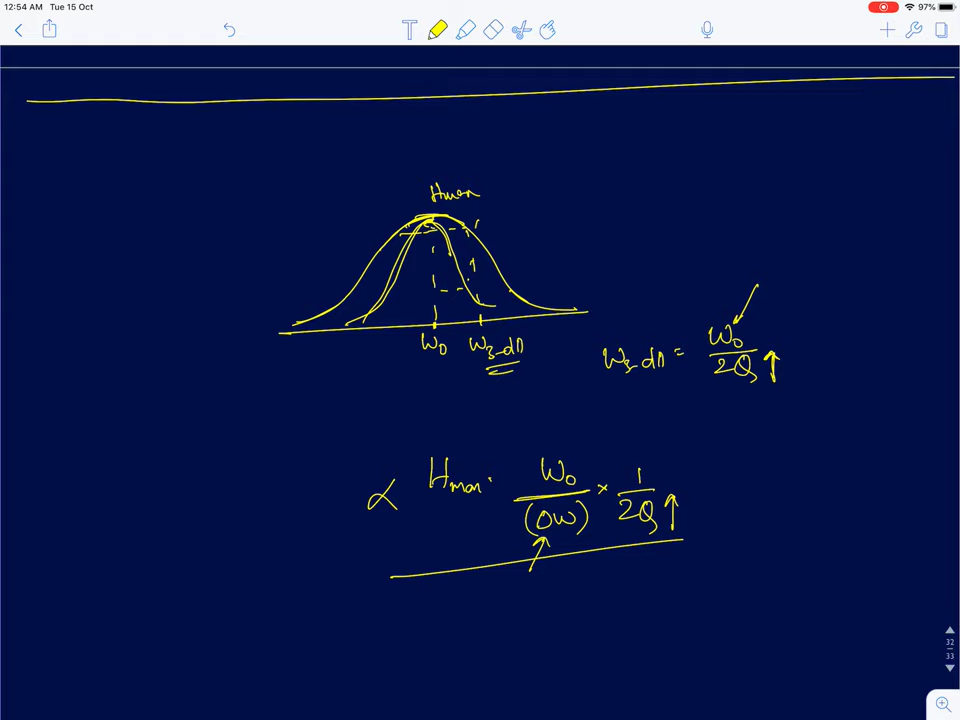 12:54 AM Tue 15 Oct
97%
T
Hmax
W₀ W₃₋dB
W₃₋dB = W₀ / 2Q ↑
∝ Hmax · W₀ / (ΔW) × 1 / 2Q ↑
32
33